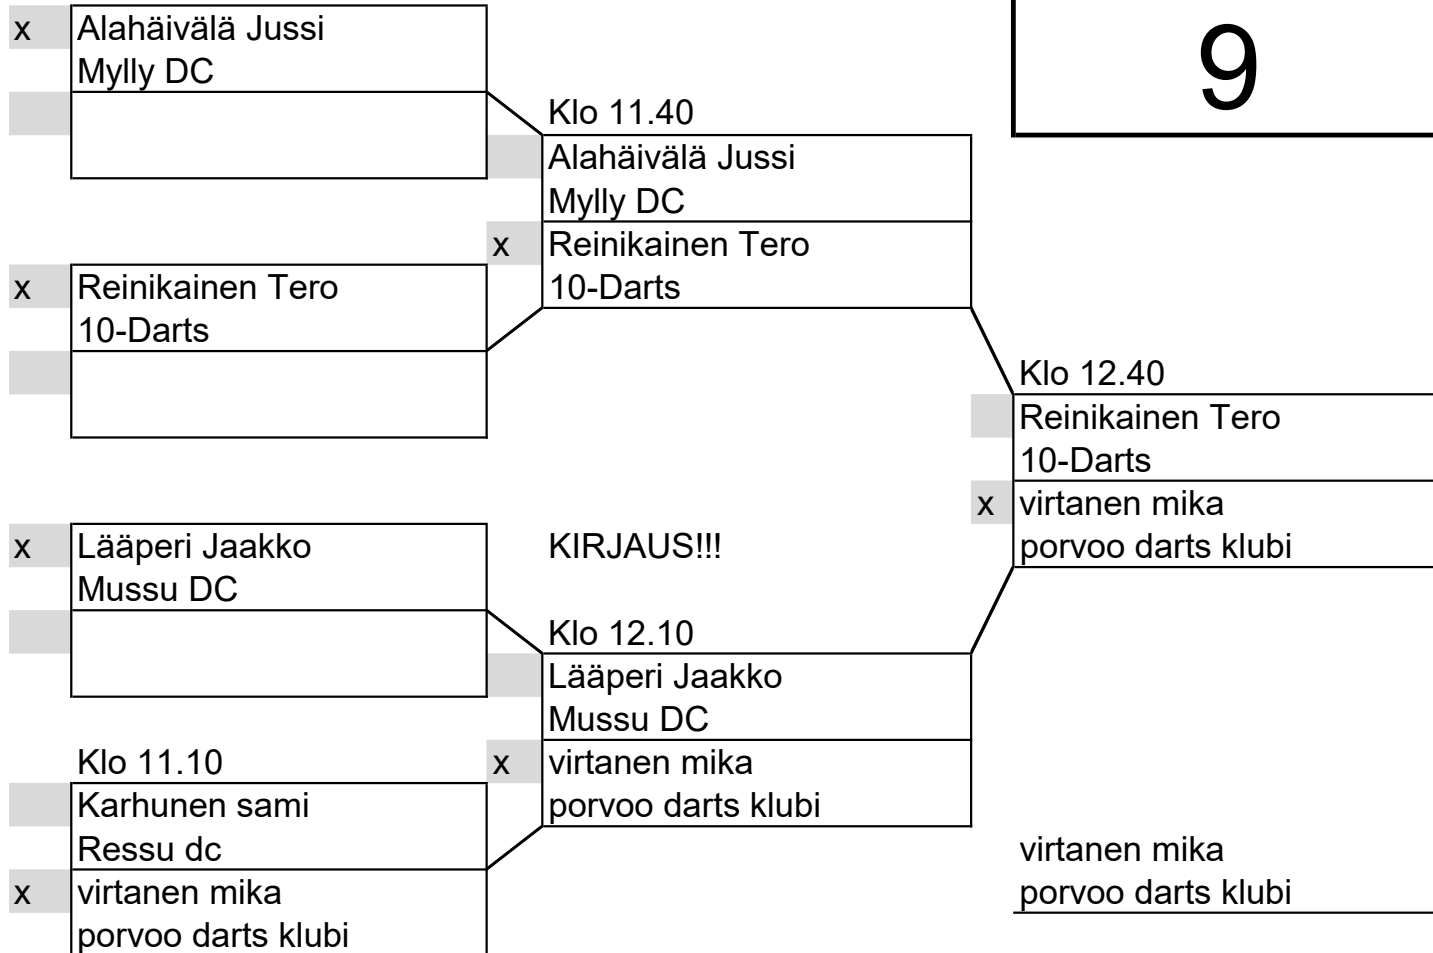 x Alahäivälä Jussi
Mylly DC
9
Klo 11.40
Alahäivälä Jussi
Mylly DC
x Reinikainen Tero
10-Darts
x Reinikainen Tero
10-Darts
Klo 12.40
Reinikainen Tero
10-Darts
x virtanen mika
porvoo darts klubi
x Lääperi Jaakko
Mussu DC
KIRJAUS!!!
Klo 12.10
Lääperi Jaakko
Mussu DC
x virtanen mika
porvoo darts klubi
Klo 11.10
Karhunen sami
Ressu dc
x virtanen mika
porvoo darts klubi
virtanen mika
porvoo darts klubi